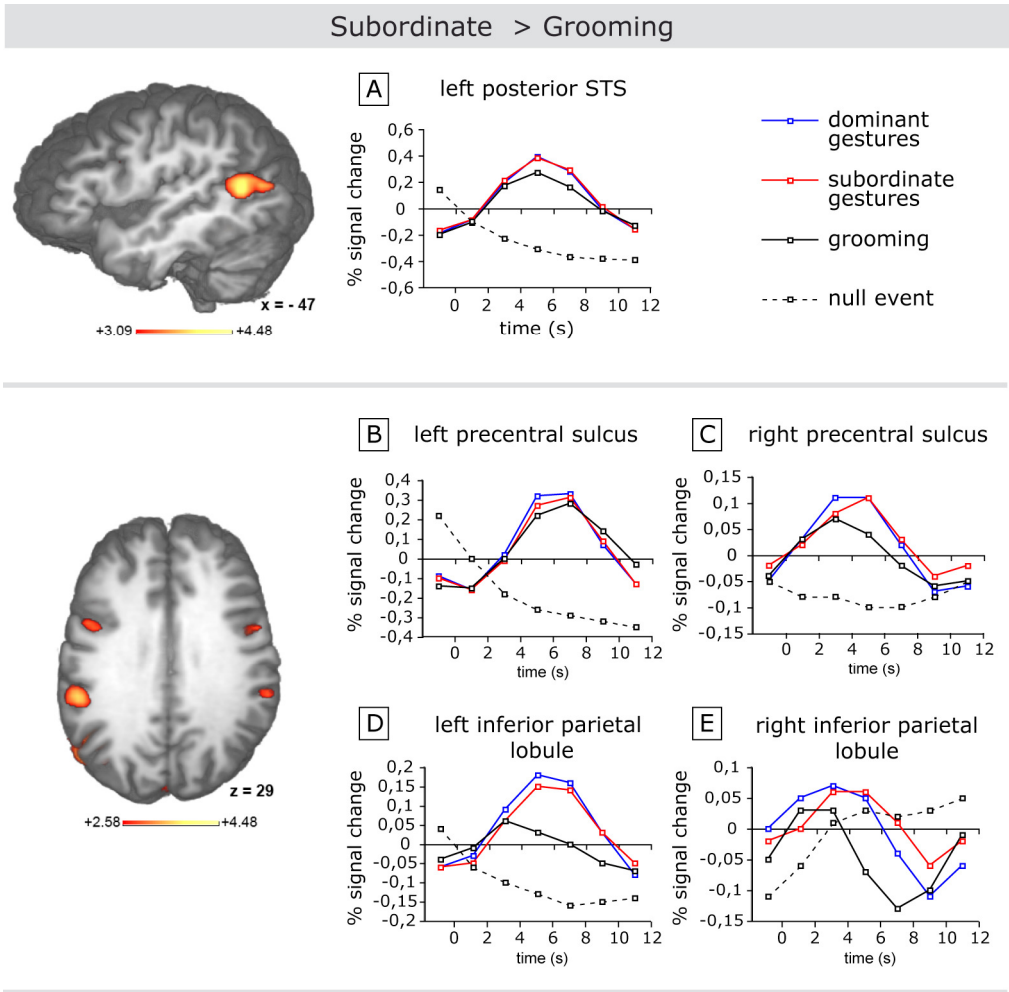 Subordinate > Grooming
A left posterior STS
% signal change
0,6
0,4
0,2
0
-0,2
-0,4
-0,6
0 2 4 6 8 10 12
time (s)
dominant
gestures
subordinate
gestures
grooming
null event
x = - 47
+3.09 +4.48
B left precentral sulcus
% signal change
0,4
0,3
0,2
0,1
0
-0,1
-0,2
-0,3
-0,4
0 2 4 6 8 10 12
time (s)
C right precentral sulcus
% signal change
0,15
0,1
0,05
0
-0,05
-0,1
-0,15
0 2 4 6 8 10 12
time (s)
z = 29
+2.58 +4.48
D left inferior parietal
lobule
% signal change
0,2
0,15
0,1
0,05
0
-0,05
-0,1
-0,15
-0,2
0 2 4 6 8 10 12
time (s)
E right inferior parietal
lobule
% signal change
0,1
0,05
0
-0,05
-0,1
-0,15
0 2 4 6 8 10 12
time (s)